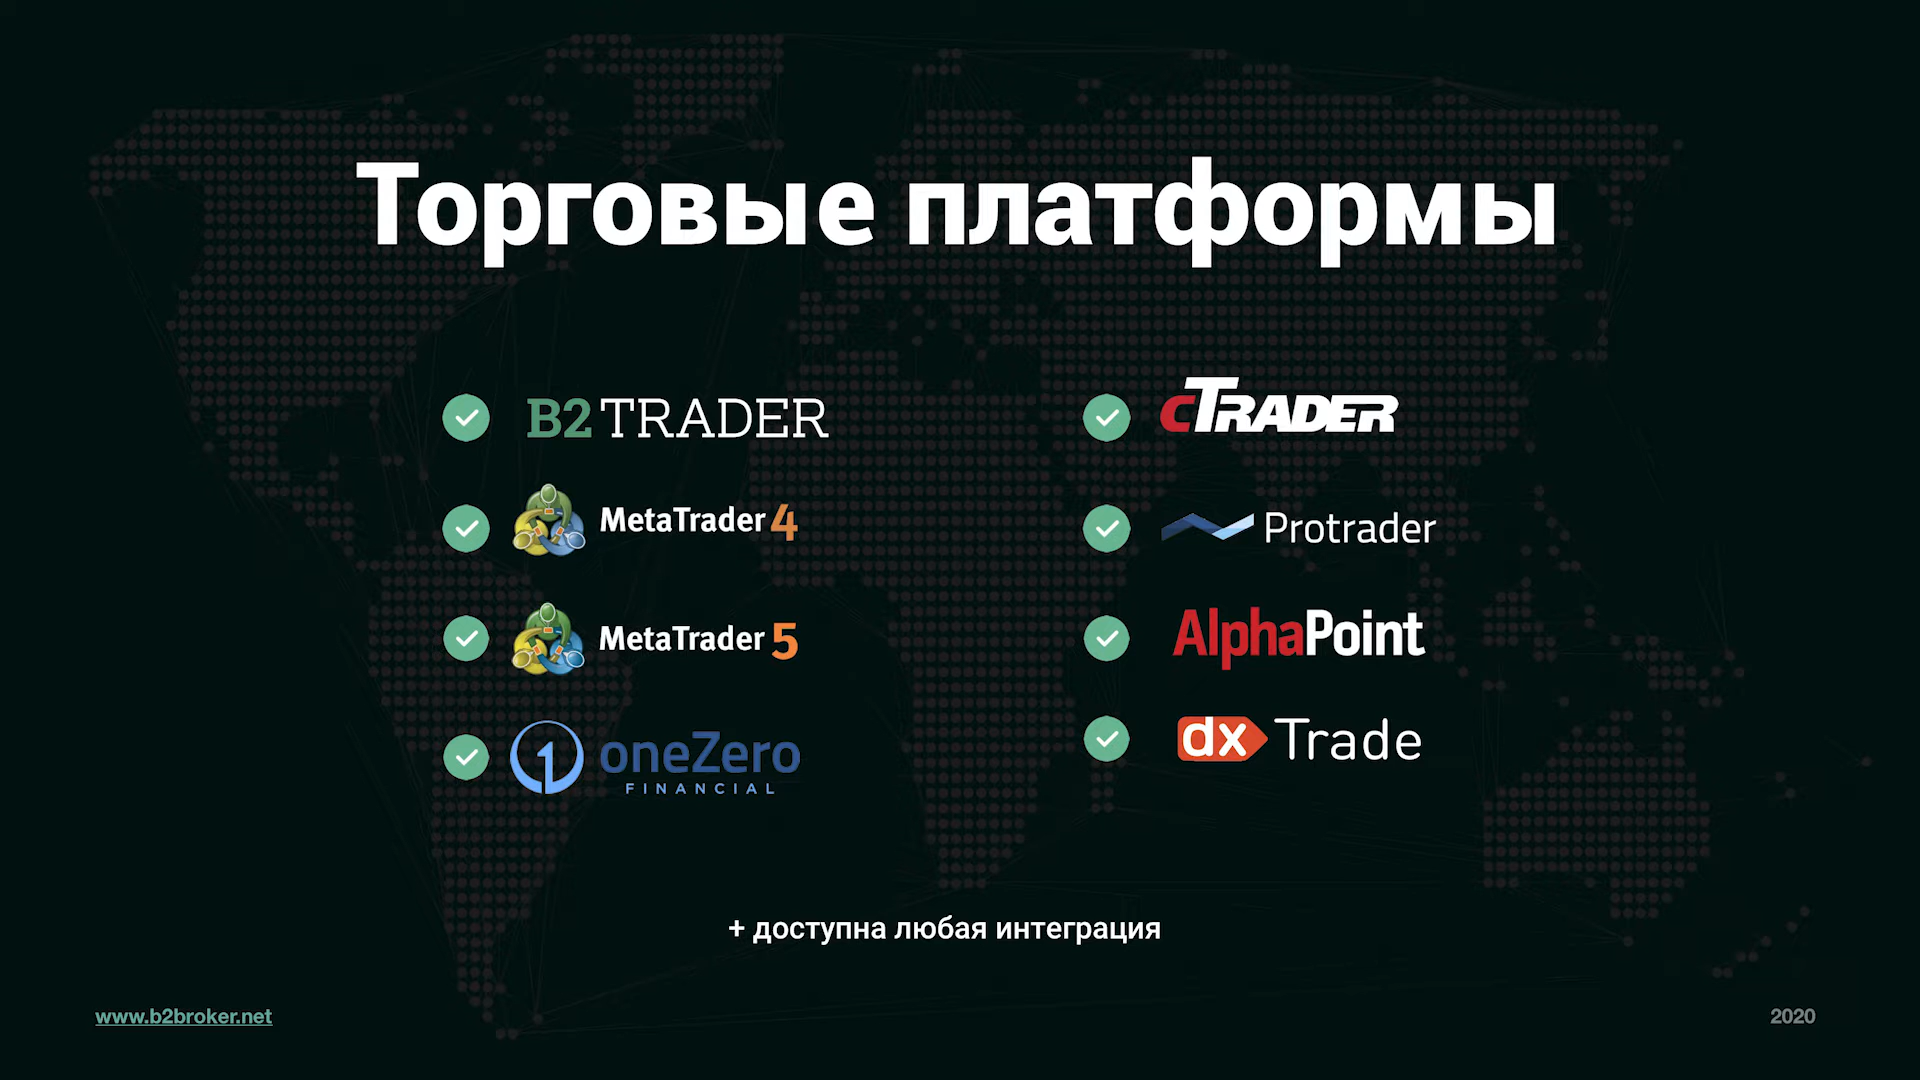 Торговые платформы
B2TRADER
MetaTrader 4
MetaTrader 5
1 oneZero
FINANCIAL
cTRADER
Protrader
AlphaPoint
dx Trade
+ доступна любая интеграция
www.b2broker.net
2020